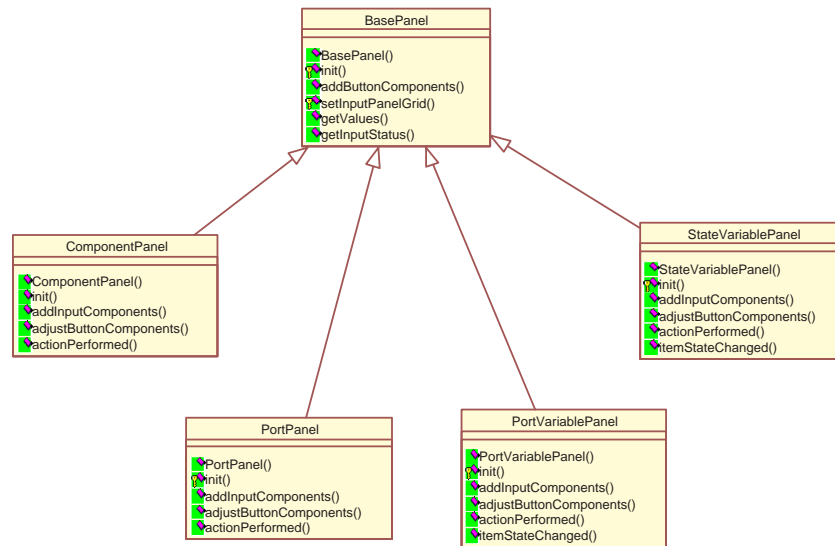 BasePanel
BasePanel()
init()
addButtonComponents()
setInputPanelGrid()
getValues()
getInputStatus()
ComponentPanel
ComponentPanel()
init()
addInputComponents()
adjustButtonComponents()
actionPerformed()
StateVariablePanel
StateVariablePanel()
init()
addInputComponents()
adjustButtonComponents()
actionPerformed()
itemStateChanged()
PortPanel
PortPanel()
init()
addInputComponents()
adjustButtonComponents()
actionPerformed()
PortVariablePanel
PortVariablePanel()
init()
addInputComponents()
adjustButtonComponents()
actionPerformed()
itemStateChanged()